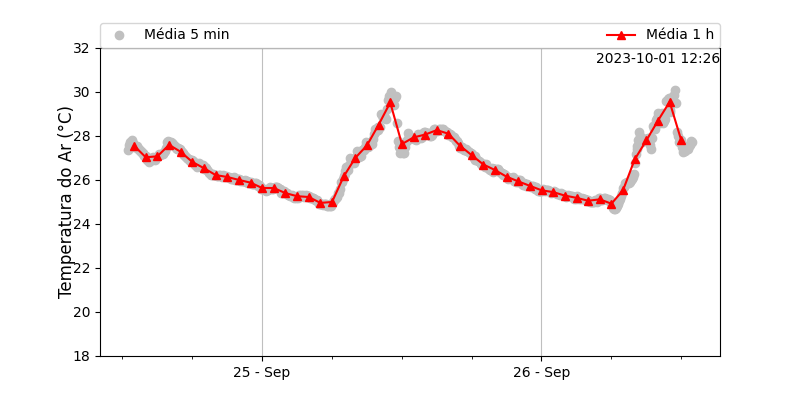 Média 5 min
Média 1 h
2023-10-01 12:26
Temperatura do Ar (°C)
32
30
28
26
24
22
20
18
25 - Sep
26 - Sep